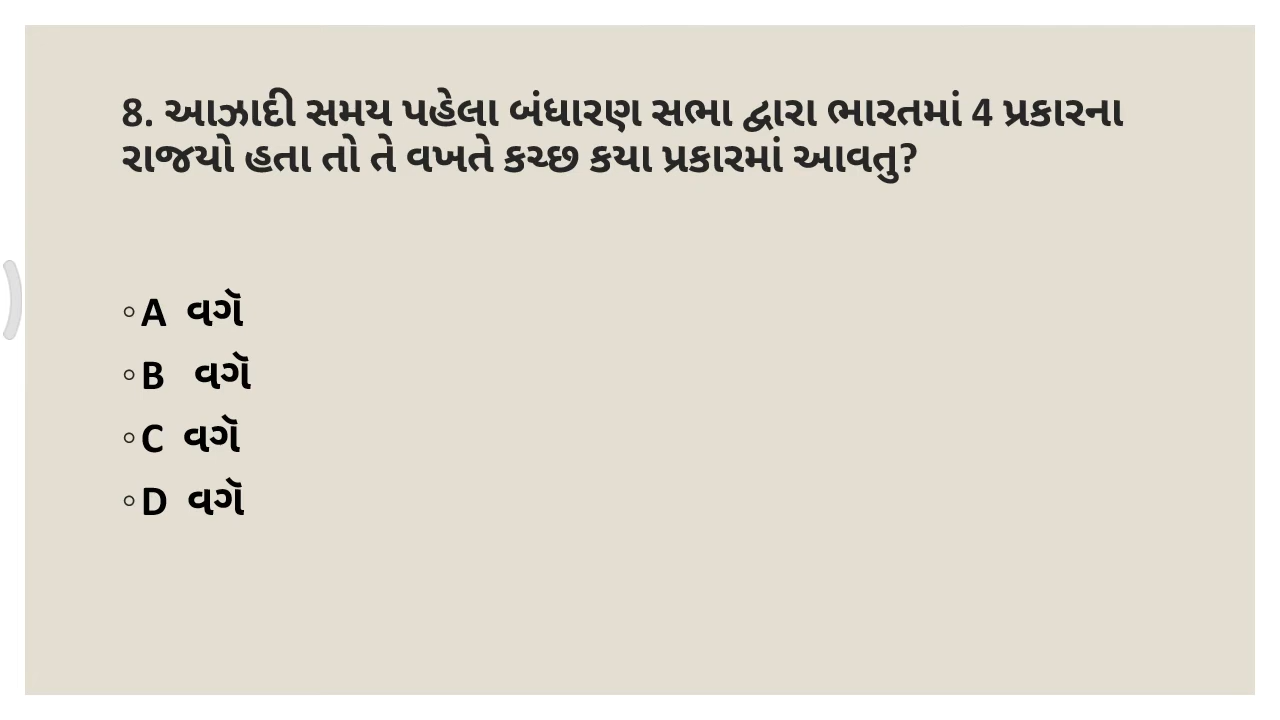 8. આઝાદી સમય પહેલા બંધારણ સભા દ્વારા ભારતમાં 4 પ્રકારના
રાજયો હતા તો તે વખતે કચ્છ કયા પ્રકારમાં આવતુ?
◦A વગૅ
◦B વગૅ
◦C વગૅ
◦D વગૅ